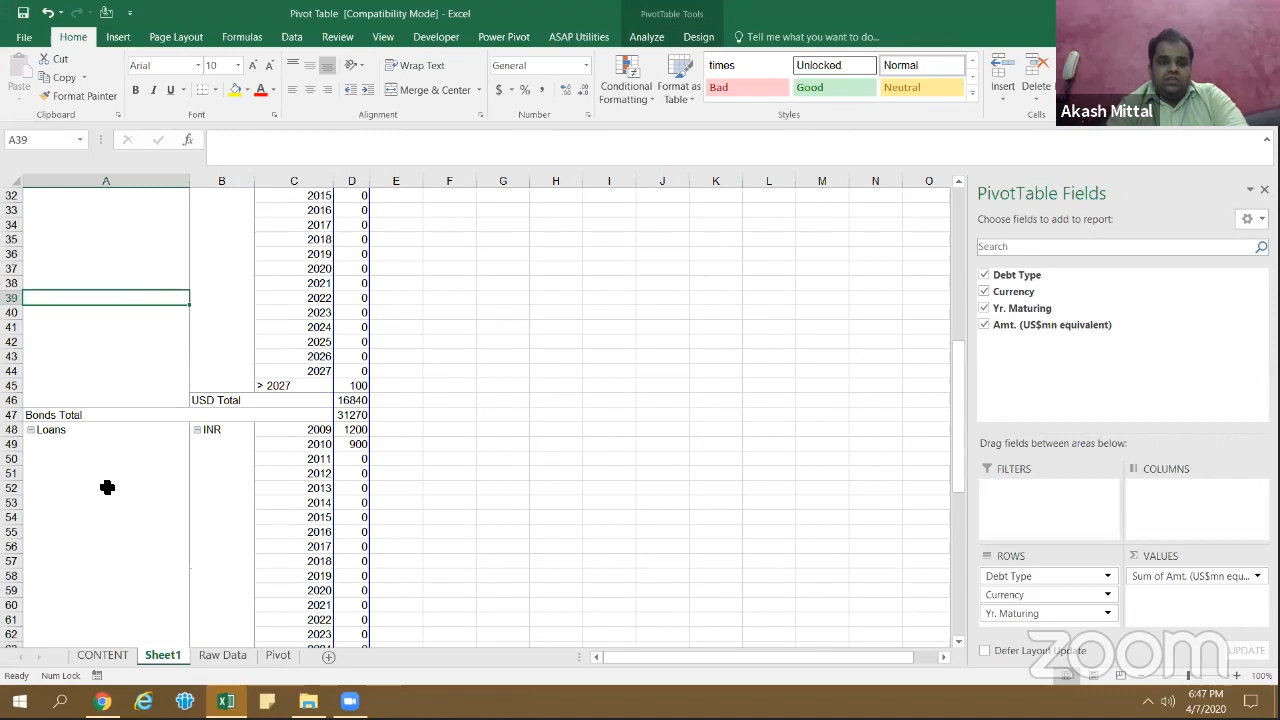 Pivot Table [Compatibility Mode] - Excel
PivotTable Tools
File Home Insert Page Layout Formulas Data Review View Developer Power Pivot ASAP Utilities Analyze Design Tell me what you want to do...
Paste
Cut
Copy
Format Painter
Clipboard
Arial 10
B I U
Font
Wrap Text
Merge & Center
Alignment
General
$ % ,
Number
Conditional Formatting
Format as Table
times Unlocked Normal
Bad Good Neutral
Styles
Insert Delete
Cells
Akash Mittal
A39 fx
A B C D E F G H I J K L M N O
32 2015 0
33 2016 0
34 2017 0
35 2018 0
36 2019 0
37 2020 0
38 2021 0
39 2022 0
40 2023 0
41 2024 0
42 2025 0
43 2026 0
44 2027 0
45 > 2027 100
46 USD Total 16840
47 Bonds Total 31270
48 Loans INR 2009 1200
49 2010 900
50 2011 0
51 2012 0
52 2013 0
53 2014 0
54 2015 0
55 2016 0
56 2017 0
57 2018 0
58 2019 0
59 2020 0
60 2021 0
61 2022 0
62 2023 0
PivotTable Fields
Choose fields to add to report:
Search
Debt Type
Currency
Yr. Maturing
Amt. (US$mn equivalent)
Drag fields between areas below:
FILTERS COLUMNS
ROWS VALUES
Debt Type Sum of Amt. (US$mn equ...
Currency
Yr. Maturing
Defer Layout Update UPDATE
zoom
CONTENT Sheet1 Raw Data Pivot
Ready Num Lock 100%
6:47 PM
4/7/2020